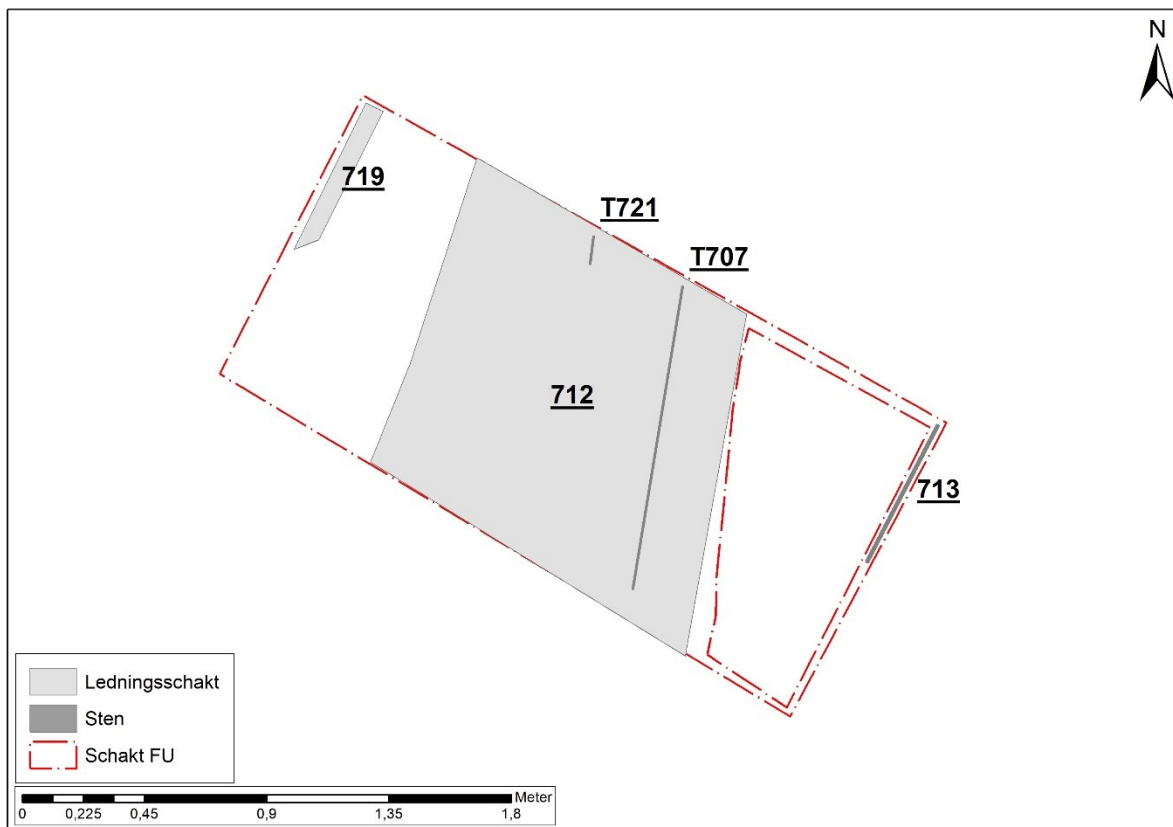 N
719
T721
T707
712
713
Ledningsschakt
Sten
Schakt FU
Meter
0 0,225 0,45 0,9 1,35 1,8